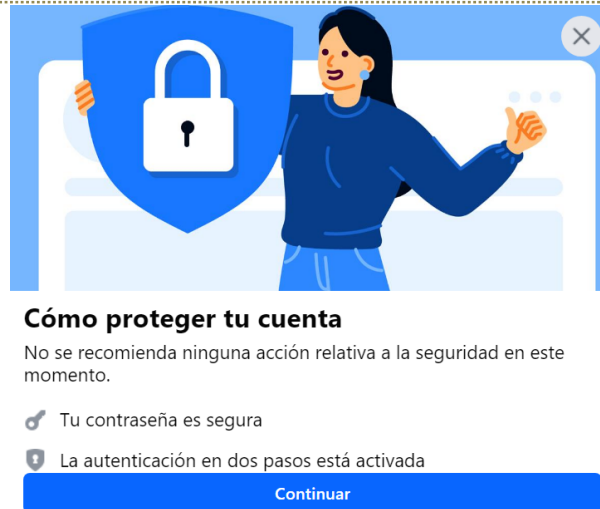 Cómo proteger tu cuenta
No se recomienda ninguna acción relativa a la seguridad en este
momento.
Tu contraseña es segura
La autenticación en dos pasos está activada
Continuar